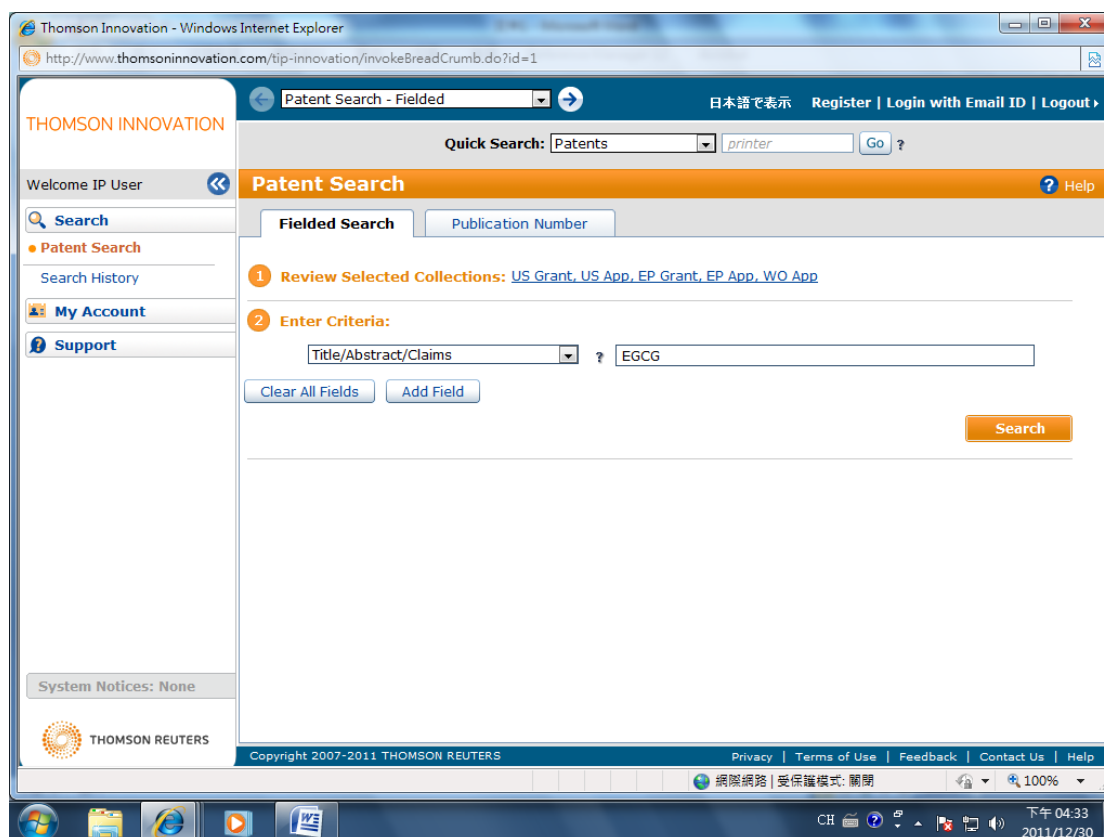 Thomson Innovation - Windows Internet Explorer
http://www.thomsoninnovation.com/tip-innovation/invokeBreadCrumb.do?id=1
THOMSON INNOVATION
Patent Search - Fielded
日本語で表示 Register | Login with Email ID | Logout
Quick Search: Patents printer Go ?
Welcome IP User
Patent Search
? Help
Search
Patent Search
Search History
My Account
Support
Fielded Search Publication Number
1 Review Selected Collections: US Grant, US App, EP Grant, EP App, WO App
2 Enter Criteria:
Title/Abstract/Claims ? EGCG
Clear All Fields Add Field
Search
System Notices: None
THOMSON REUTERS
Copyright 2007-2011 THOMSON REUTERS Privacy | Terms of Use | Feedback | Contact Us | Help
網際網路 | 受保護模式: 關閉 100%
CH 下午 04:33
2011/12/30